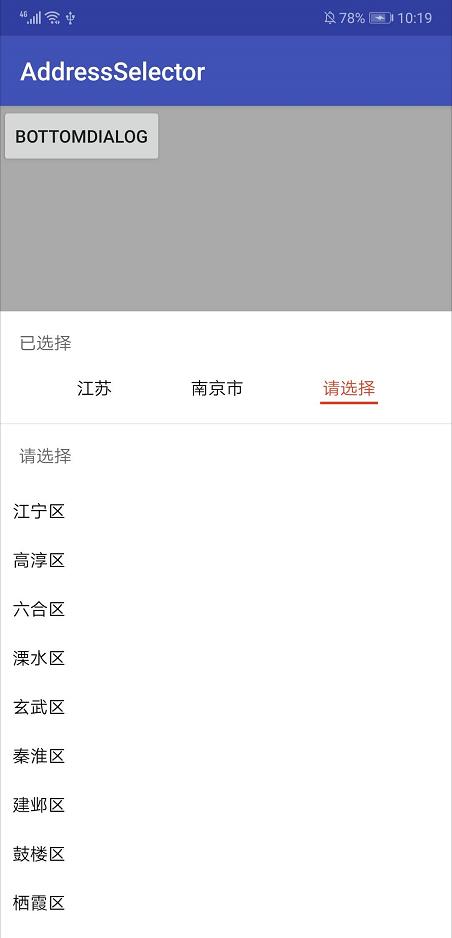 4G 78% 10:19
AddressSelector
BOTTOMDIALOG
已选择
江苏 南京市 请选择
请选择
江宁区
高淳区
六合区
溧水区
玄武区
秦淮区
建邺区
鼓楼区
栖霞区